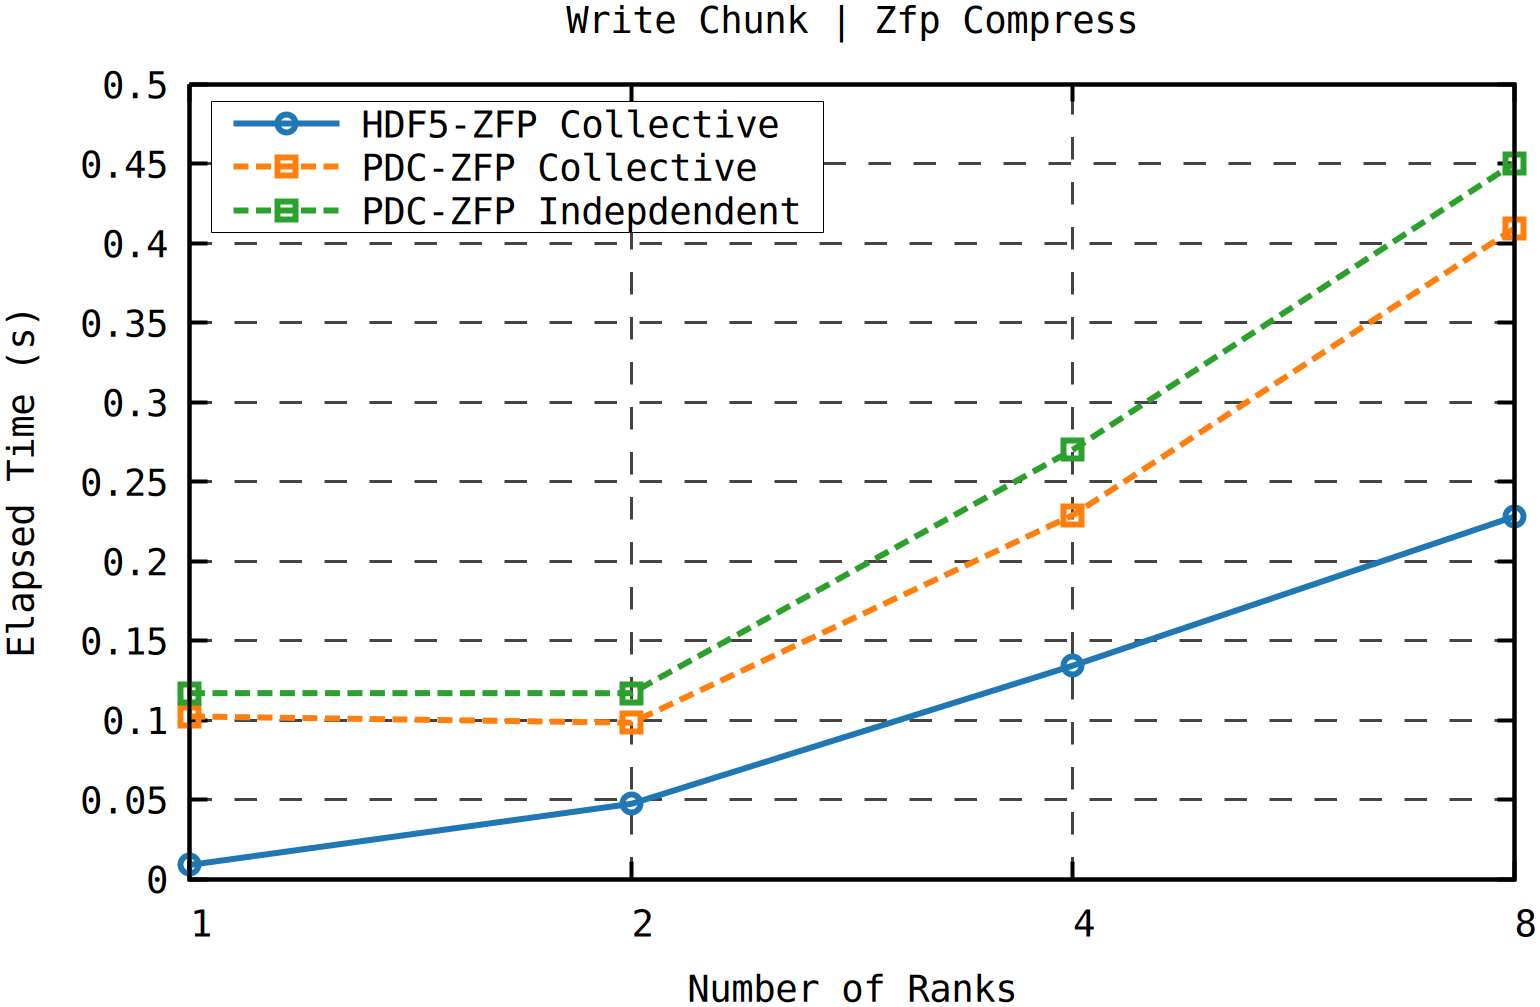 Write Chunk | Zfp Compress
HDF5-ZFP Collective
PDC-ZFP Collective
PDC-ZFP Indepdendent
0.5
0.45
0.4
0.35
0.3
0.25
0.2
0.15
0.1
0.05
0
Elapsed Time (s)
1 2 4 8
Number of Ranks